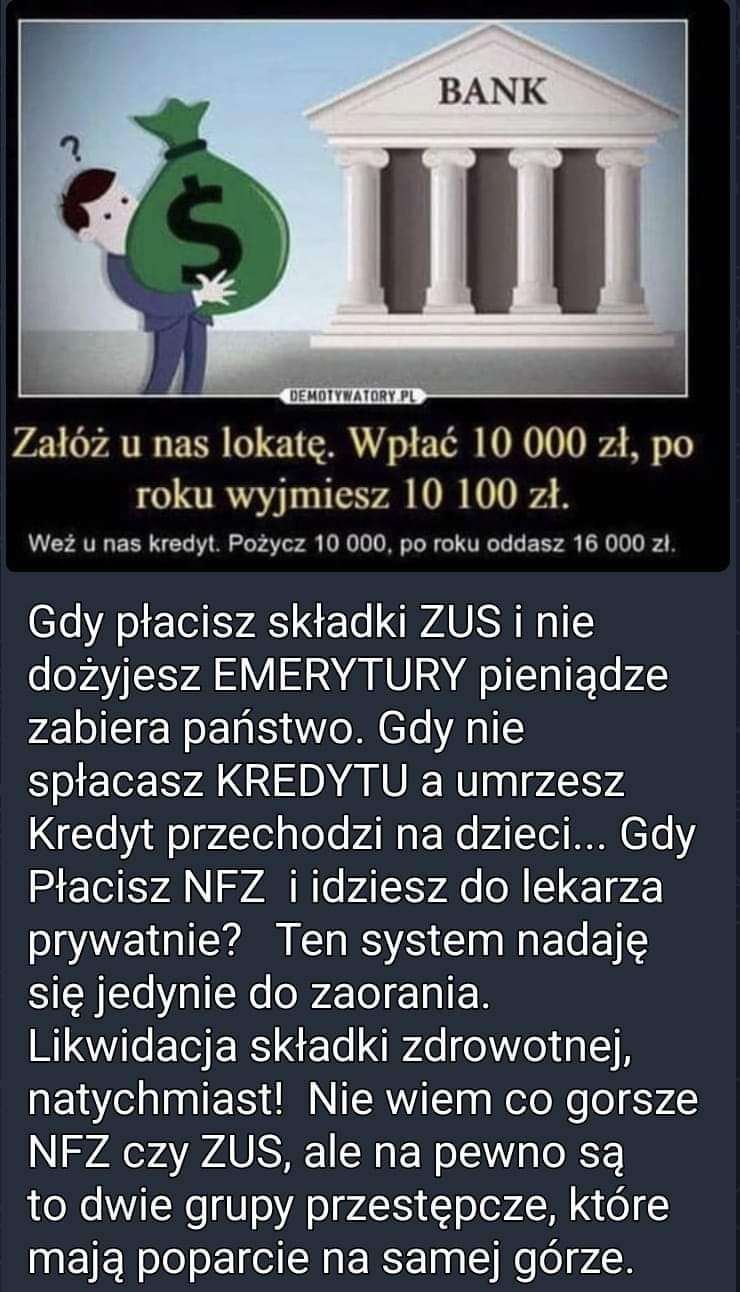 BANK
?
$
DEMOTYWATORY.PL
Załóż u nas lokatę. Wpłać 10 000 zł, po
roku wyjmiesz 10 100 zł.
Weź u nas kredyt. Pożycz 10 000, po roku oddasz 16 000 zł.
Gdy płacisz składki ZUS i nie
dożyjesz EMERYTURY pieniądze
zabiera państwo. Gdy nie
spłacasz KREDYTU a umrzesz
Kredyt przechodzi na dzieci... Gdy
Płacisz NFZ  i idziesz do lekarza
prywatnie?   Ten system nadaję
się jedynie do zaorania.
Likwidacja składki zdrowotnej,
natychmiast!  Nie wiem co gorsze
NFZ czy ZUS, ale na pewno są
to dwie grupy przestępcze, które
mają poparcie na samej górze.